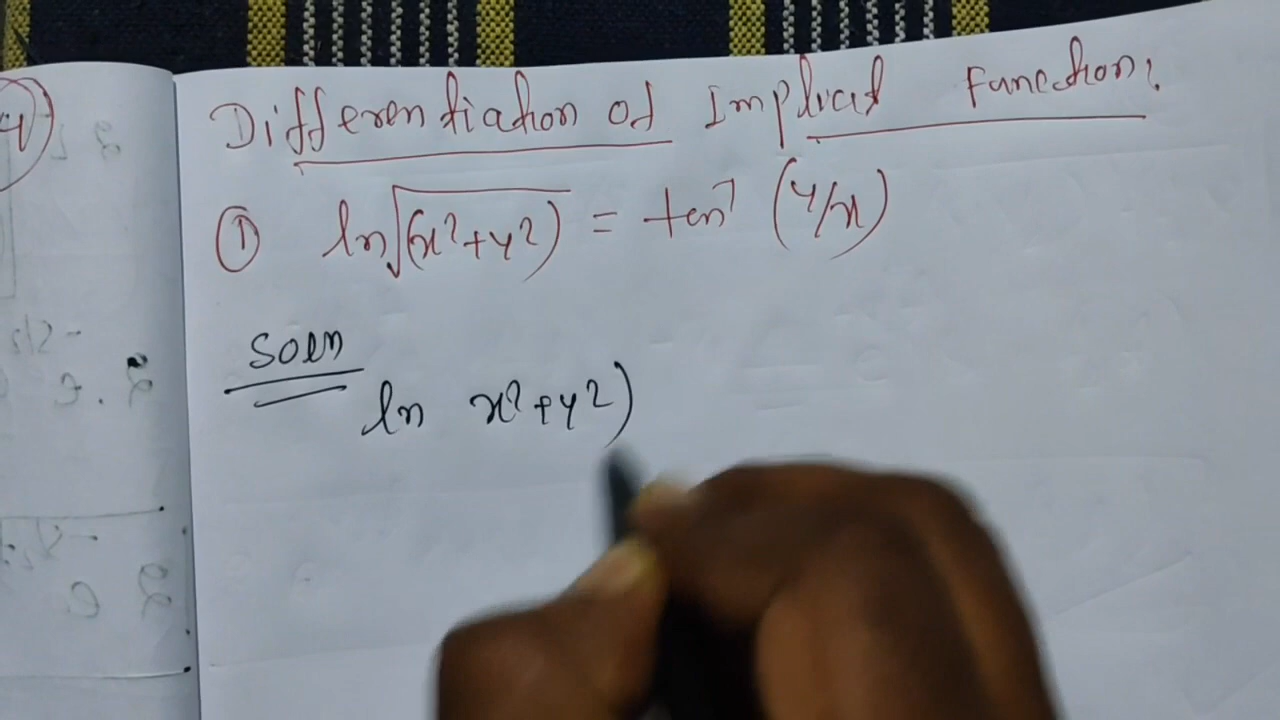 Differentiation of Implicit Function:
① ln√(x²+y²) = tan⁻¹ (y/x)
Soln
ln x²+y²)